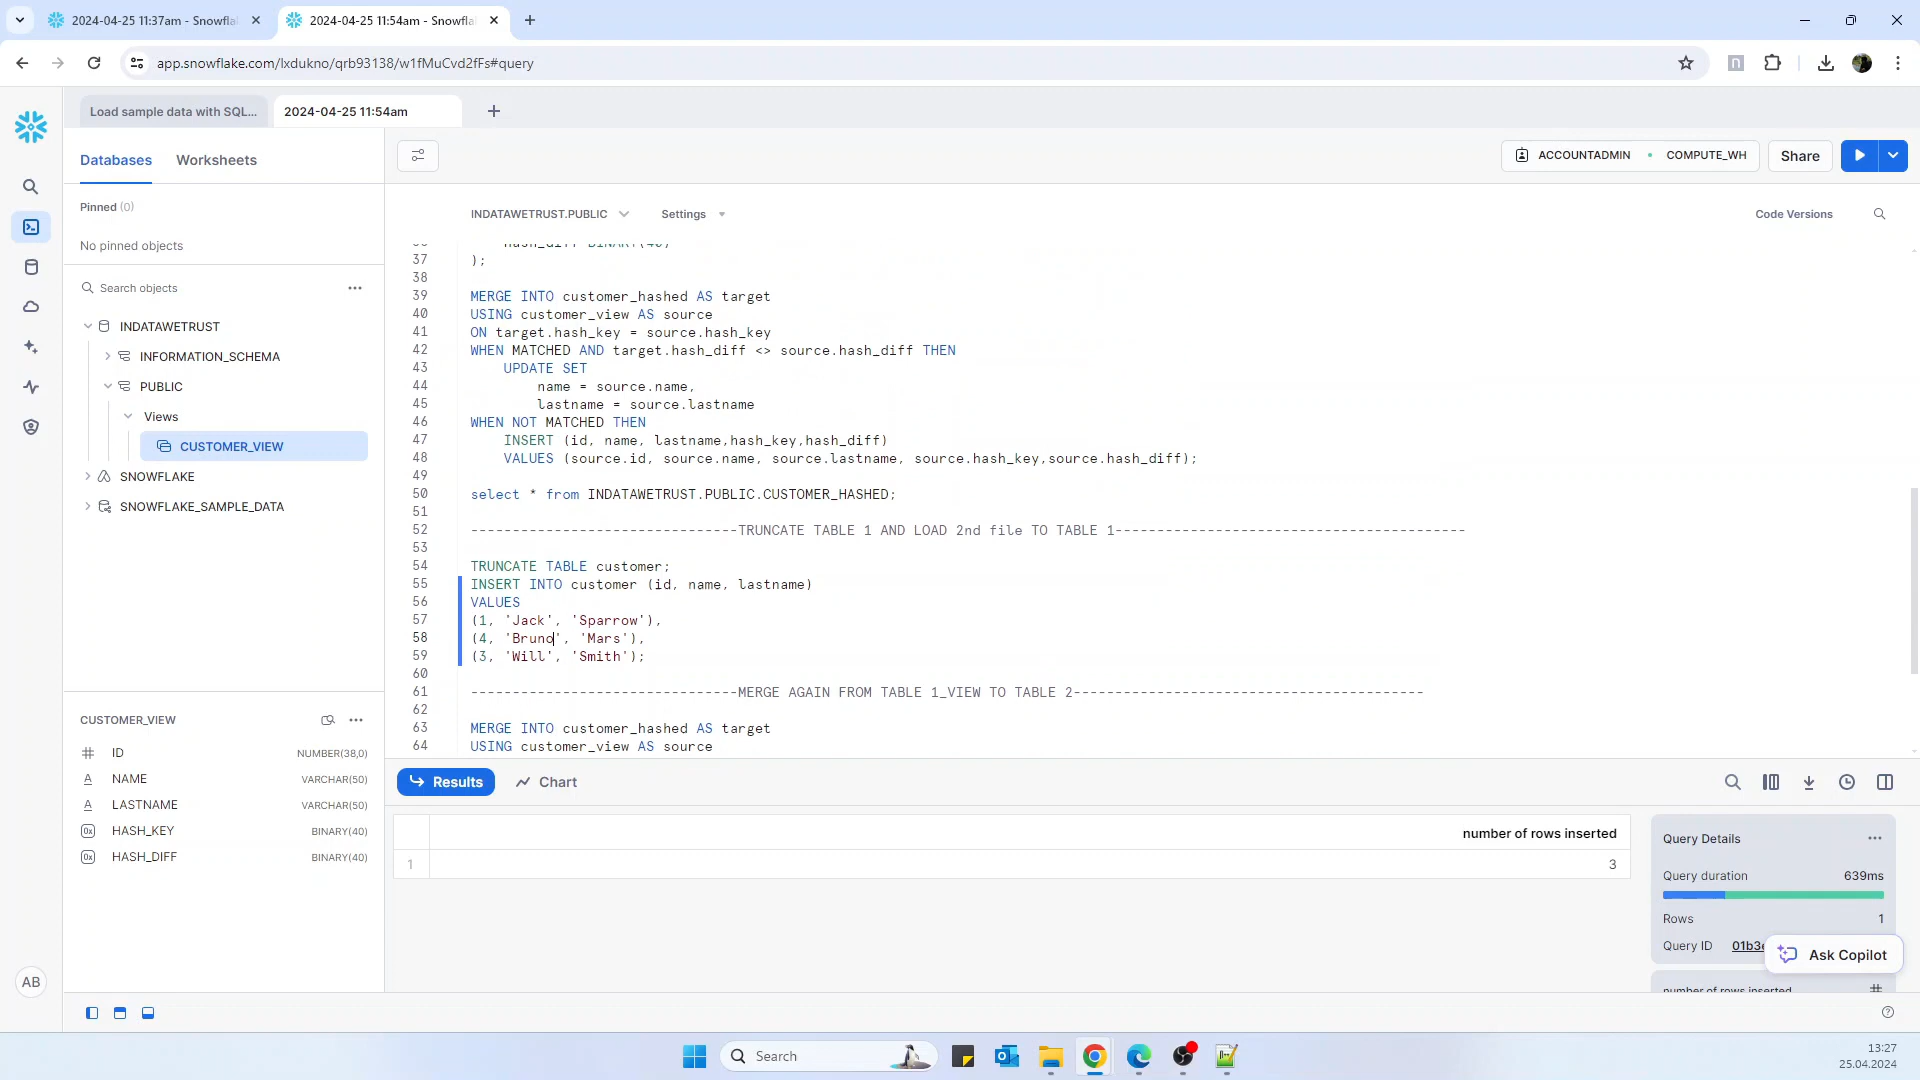 2024-04-25 11:37am - Snowfla
2024-04-25 11:54am - Snowfla
app.snowflake.com/lxdukno/qrb93138/w1fMuCvd2fFs#query
Load sample data with SQL...
2024-04-25 11:54am
Databases
Worksheets
ACCOUNTADMIN
COMPUTE_WH
Share
Pinned (0)
No pinned objects
INDATAWETRUST.PUBLIC
Settings
Code Versions
Search objects
INDATAWETRUST
INFORMATION_SCHEMA
PUBLIC
Views
CUSTOMER_VIEW
SNOWFLAKE
SNOWFLAKE_SAMPLE_DATA
37 );
38
39 MERGE INTO customer_hashed AS target
40 USING customer_view AS source
41 ON target.hash_key = source.hash_key
42 WHEN MATCHED AND target.hash_diff <> source.hash_diff THEN
43 UPDATE SET
44 name = source.name,
45 lastname = source.lastname
46 WHEN NOT MATCHED THEN
47 INSERT (id, name, lastname,hash_key,hash_diff)
48 VALUES (source.id, source.name, source.lastname, source.hash_key,source.hash_diff);
49
50 select * from INDATAWETRUST.PUBLIC.CUSTOMER_HASHED;
51
52 --------------------------------TRUNCATE TABLE 1 AND LOAD 2nd file TO TABLE 1------------------------------------------
53
54 TRUNCATE TABLE customer;
55 INSERT INTO customer (id, name, lastname)
56 VALUES
57 (1, 'Jack', 'Sparrow'),
58 (4, 'Bruno', 'Mars'),
59 (3, 'Will', 'Smith');
60
61 --------------------------------MERGE AGAIN FROM TABLE 1_VIEW TO TABLE 2------------------------------------------
62
63 MERGE INTO customer_hashed AS target
64 USING customer_view AS source
CUSTOMER_VIEW
ID NUMBER(38,0)
NAME VARCHAR(50)
LASTNAME VARCHAR(50)
HASH_KEY BINARY(40)
HASH_DIFF BINARY(40)
Results
Chart
number of rows inserted
1 3
Query Details
Query duration 639ms
Rows 1
Query ID 01b3e
Ask Copilot
number of rows inserted
AB
Search
13:27
25.04.2024